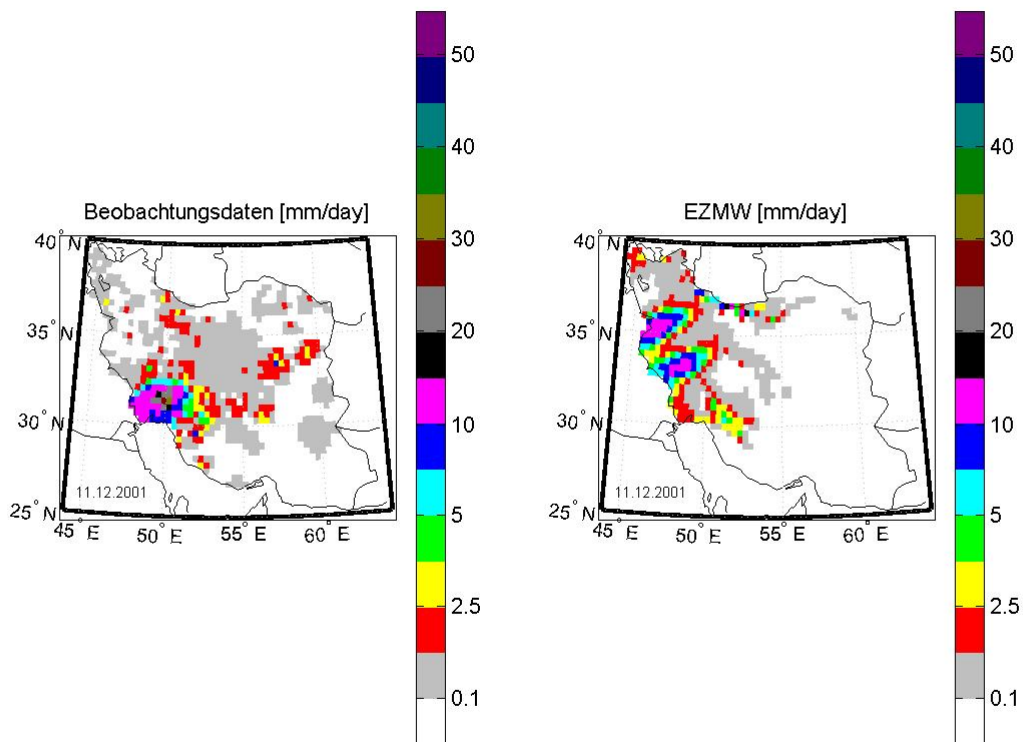 Beobachtungsdaten [mm/day]
40° N
35° N
30° N
25° N
45° E
50° E
55° E
60° E
11.12.2001
50
40
30
20
10
5
2.5
0.1
EZMW [mm/day]
40° N
35° N
30° N
25° N
45° E
50° E
55° E
60° E
11.12.2001
50
40
30
20
10
5
2.5
0.1